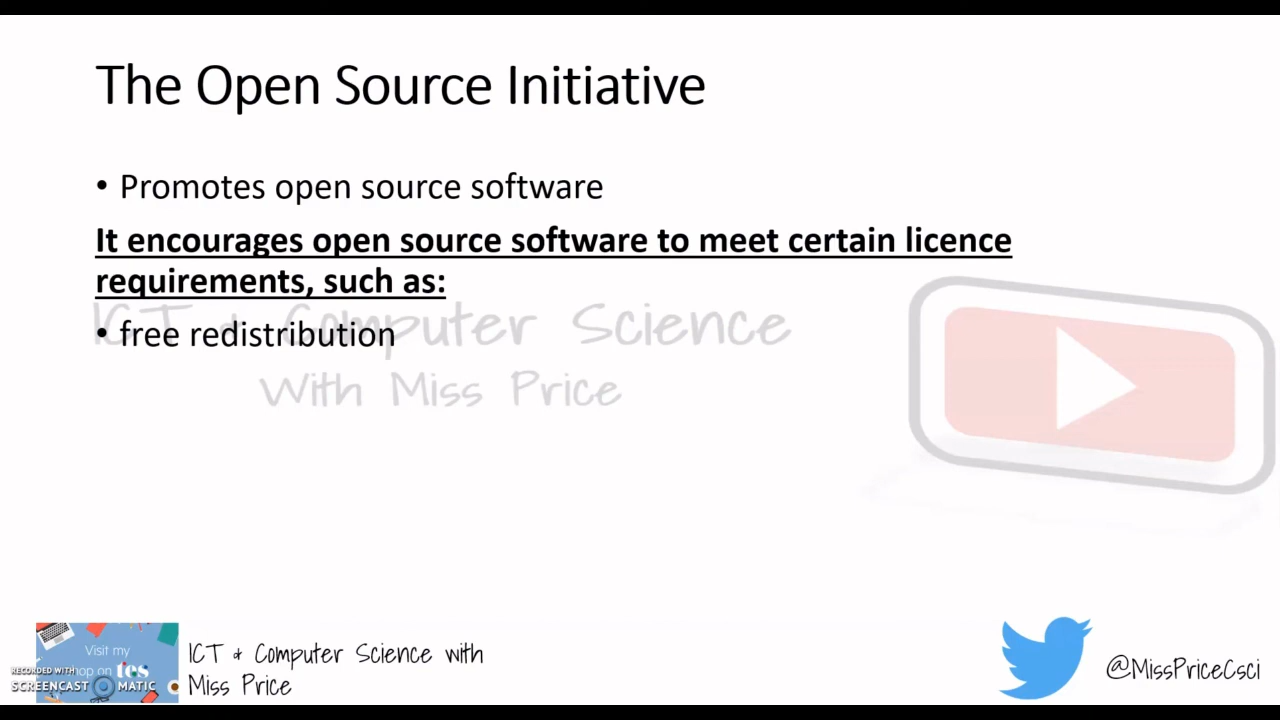 The Open Source Initiative
• Promotes open source software
It encourages open source software to meet certain licence
requirements, such as:
• free redistribution
ICT & Computer Science
With Miss Price
Visit my
shop on tes
RECORDED WITH
SCREENCAST MATIC
ICT & Computer Science with
Miss Price
@MissPriceCsci